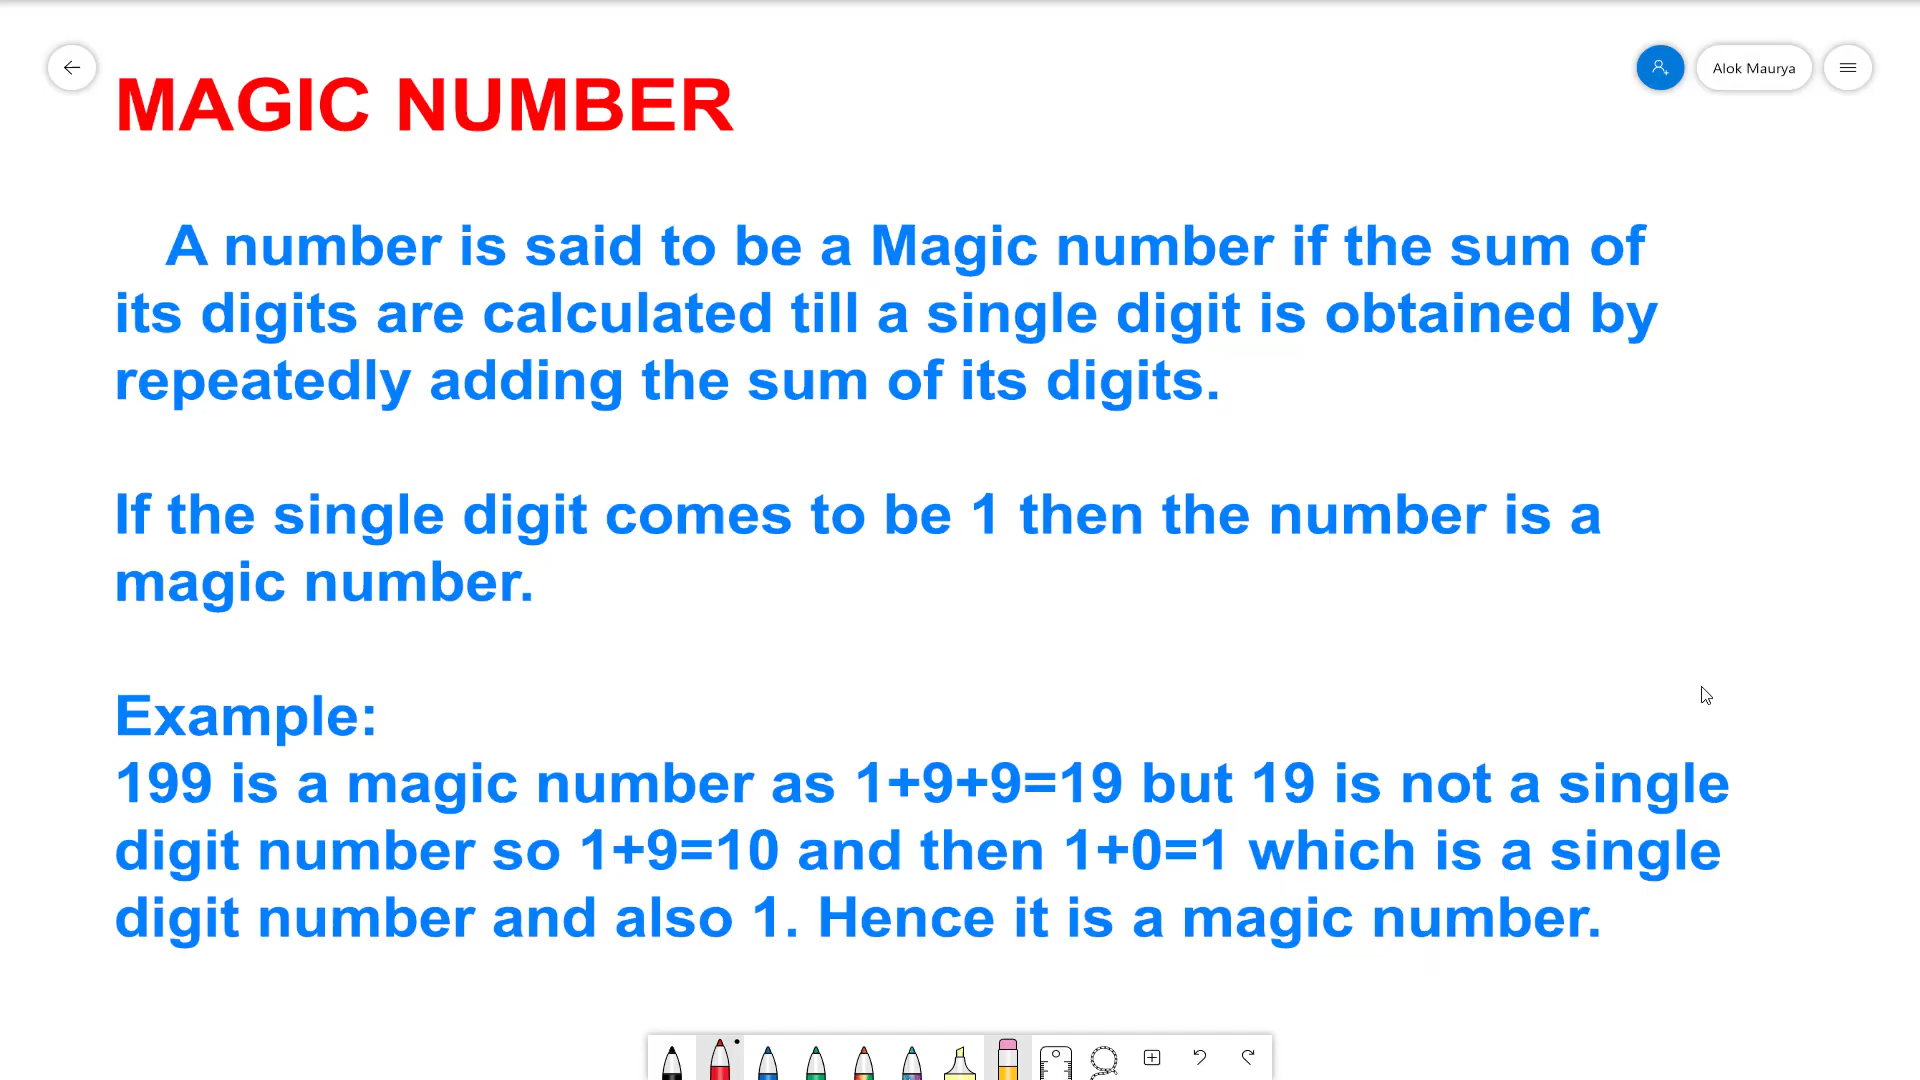 MAGIC NUMBER
Alok Maurya
A number is said to be a Magic number if the sum of
its digits are calculated till a single digit is obtained by
repeatedly adding the sum of its digits.
If the single digit comes to be 1 then the number is a
magic number.
Example:
199 is a magic number as 1+9+9=19 but 19 is not a single
digit number so 1+9=10 and then 1+0=1 which is a single
digit number and also 1. Hence it is a magic number.